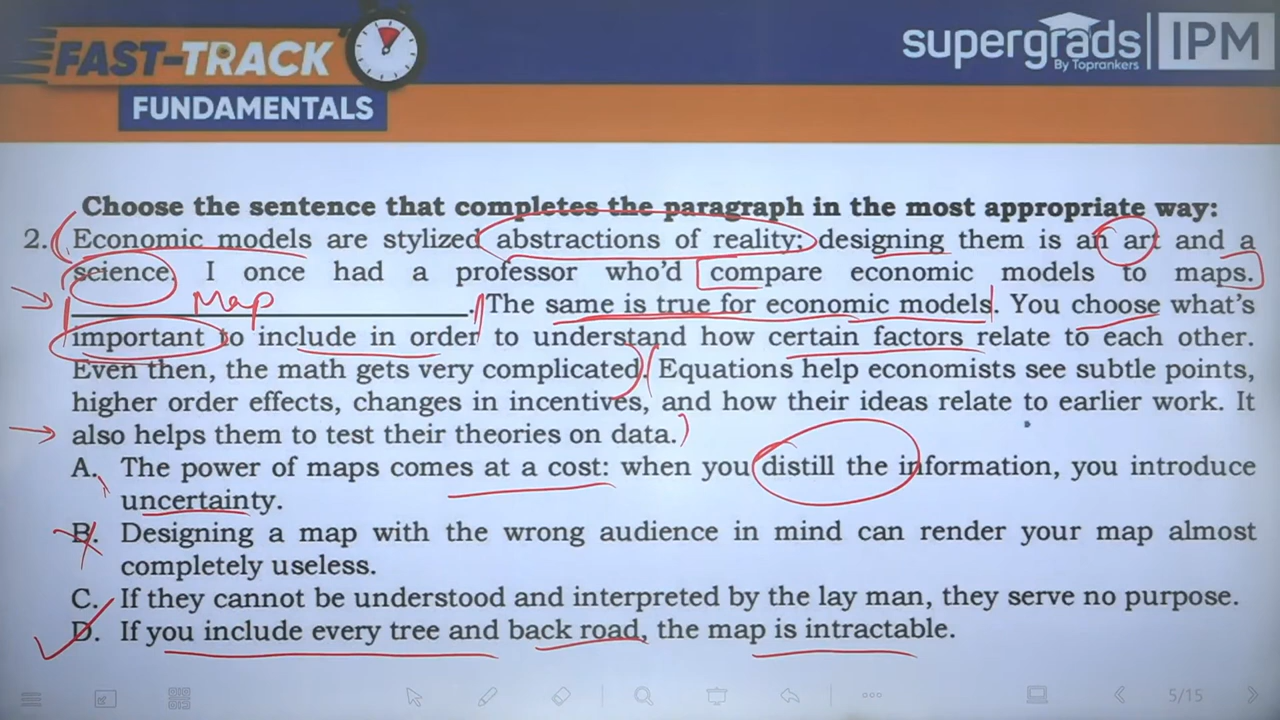 FAST-TRACK
FUNDAMENTALS
supergrads
By Toprankers
IPM
Choose the sentence that completes the paragraph in the most appropriate way:
2. Economic models are stylized abstractions of reality; designing them is an art and a
science. I once had a professor who'd compare economic models to maps.
Map
____________________. The same is true for economic models. You choose what's
important to include in order to understand how certain factors relate to each other.
Even then, the math gets very complicated. Equations help economists see subtle points,
higher order effects, changes in incentives, and how their ideas relate to earlier work. It
also helps them to test their theories on data.
A. The power of maps comes at a cost: when you distill the information, you introduce
uncertainty.
B. Designing a map with the wrong audience in mind can render your map almost
completely useless.
C. If they cannot be understood and interpreted by the lay man, they serve no purpose.
D. If you include every tree and back road, the map is intractable.
5/15